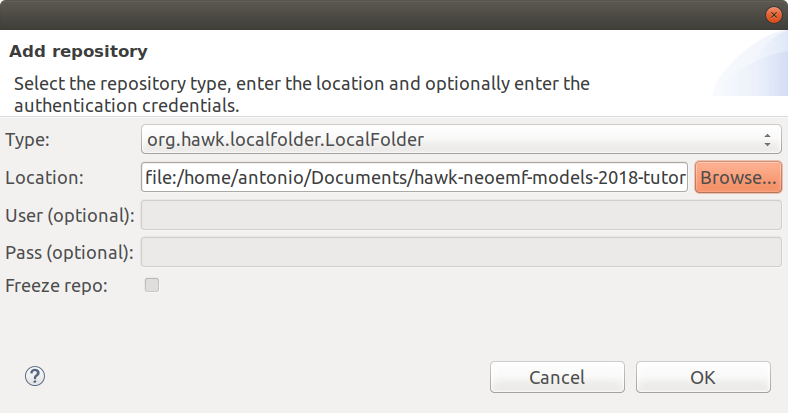 Add repository
Select the repository type, enter the location and optionally enter the
authentication credentials.
Type: org.hawk.localfolder.LocalFolder
Location: file:/home/antonio/Documents/hawk-neoemf-models-2018-tutor Browse...
User (optional):
Pass (optional):
Freeze repo:
? Cancel OK